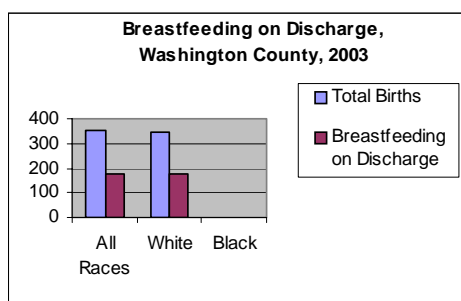 Breastfeeding on Discharge,
Washington County, 2003
400
300
200
100
0
All
Races
White
Black
Total Births
Breastfeeding
on Discharge